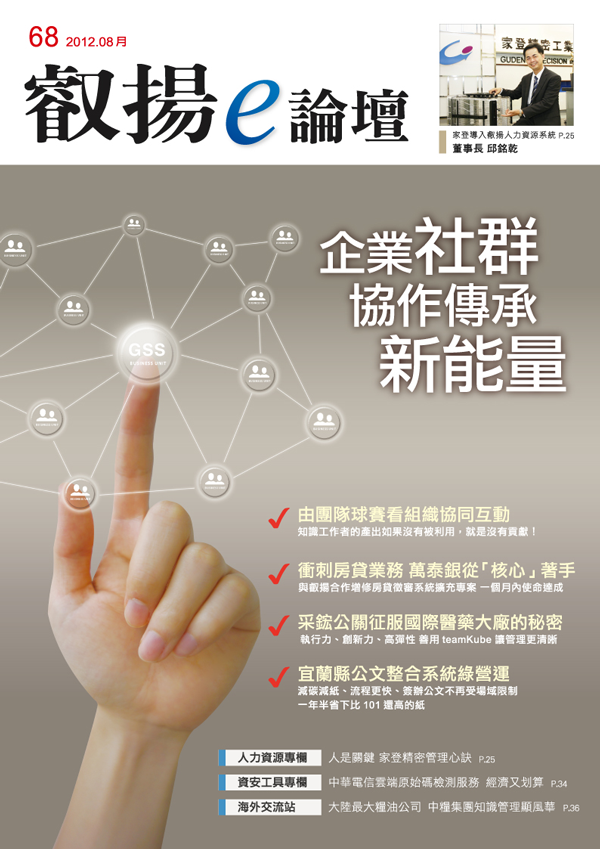 68 2012.08月
叡揚e論壇
家登精密工業
GUDENG PRECISION
家登導入叡揚人力資源系統 P.25
董事長 邱銘乾
企業社群
協作傳承
新能量
GSS
BUSINESS UNIT
由團隊球賽看組織協同互動
知識工作者的產出如果沒有被利用，就是沒有貢獻！
衝刺房貸業務 萬泰銀從「核心」著手
與叡揚合作增修房貸徵審系統擴充專案 一個月內使命達成
采鋐公關征服國際醫藥大廠的秘密
執行力、創新力、高彈性 善用 teamKube 讓管理更清晰
宜蘭縣公文整合系統綠營運
減碳減紙、流程更快、簽辦公文不再受場域限制
一年半省下比 101 還高的紙
人力資源專欄 人是關鍵 家登精密管理心訣 P.25
資安工具專欄 中華電信雲端原始碼檢測服務 經濟又划算 P.34
海外交流站 大陸最大糧油公司 中糧集團知識管理顯風華 P.36